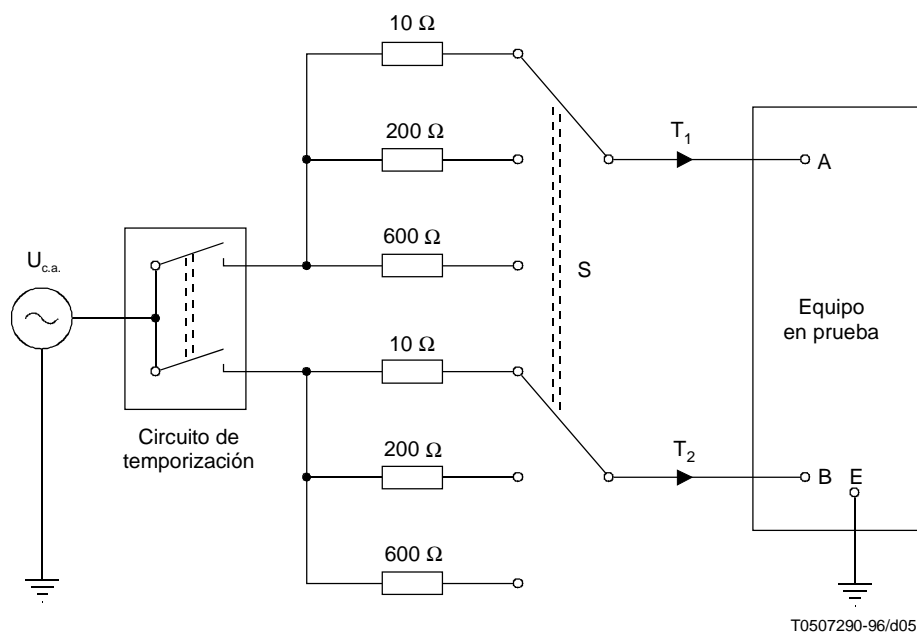 10 Ω
200 Ω
600 Ω
U c.a.
T1
A
S
Equipo
en prueba
10 Ω
200 Ω
600 Ω
Circuito de
temporización
T2
B E
T0507290-96/d05